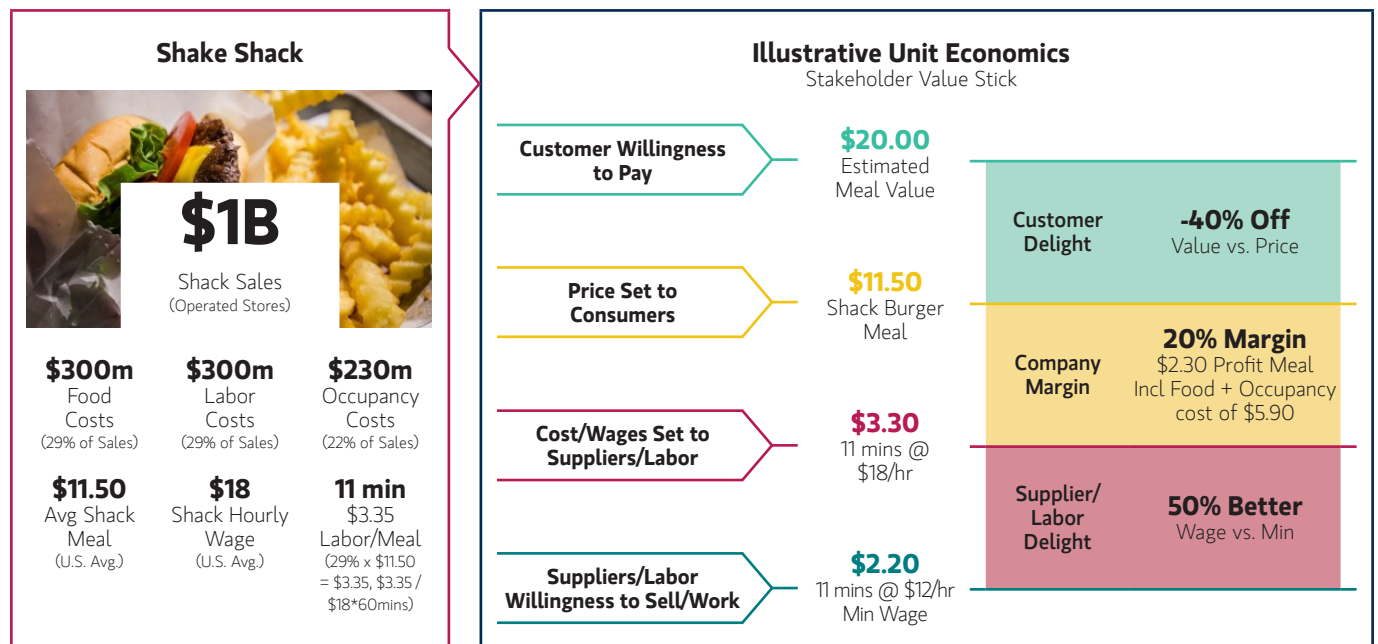 Shake Shack
$1B
Shack Sales
(Operated Stores)
$300m
Food
Costs
(29% of Sales)
$300m
Labor
Costs
(29% of Sales)
$230m
Occupancy
Costs
(22% of Sales)
$11.50
Avg Shack
Meal
(U.S. Avg.)
$18
Shack Hourly
Wage
(U.S. Avg.)
11 min
$3.35
Labor/Meal
(29% x $11.50
= $3.35, $3.35 /
$18*60mins)
Illustrative Unit Economics
Stakeholder Value Stick
Customer Willingness
to Pay
$20.00
Estimated
Meal Value
Customer
Delight
-40% Off
Value vs. Price
Price Set to
Consumers
$11.50
Shack Burger
Meal
Company
Margin
20% Margin
$2.30 Profit Meal
Incl Food + Occupancy
cost of $5.90
Cost/Wages Set to
Suppliers/Labor
$3.30
11 mins @
$18/hr
Supplier/
Labor
Delight
50% Better
Wage vs. Min
Suppliers/Labor
Willingness to Sell/Work
$2.20
11 mins @ $12/hr
Min Wage